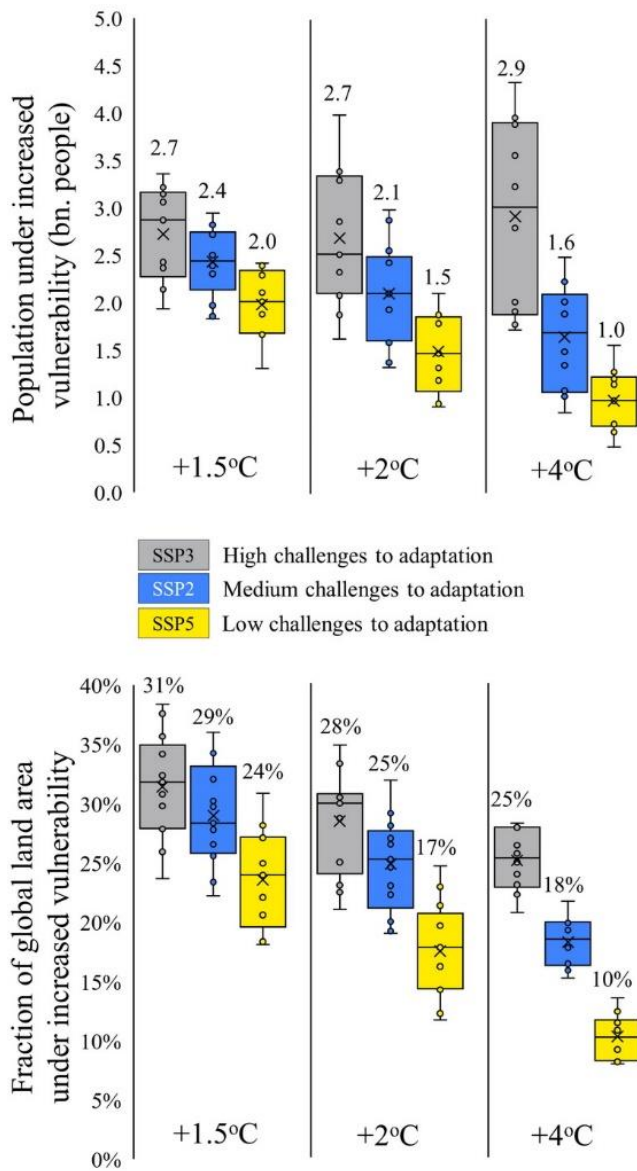 Population under increased
vulnerability (bn. people)
5.0
4.5
4.0
3.5
3.0
2.5
2.0
1.5
1.0
0.5
0.0
2.7
2.4
2.0
2.7
2.1
1.5
2.9
1.6
1.0
+1.5°C
+2°C
+4°C
SSP3 High challenges to adaptation
SSP2 Medium challenges to adaptation
SSP5 Low challenges to adaptation
Fraction of global land area
under increased vulnerability
40%
35%
30%
25%
20%
15%
10%
5%
0%
31%
29%
24%
28%
25%
17%
25%
18%
10%
+1.5°C
+2°C
+4°C